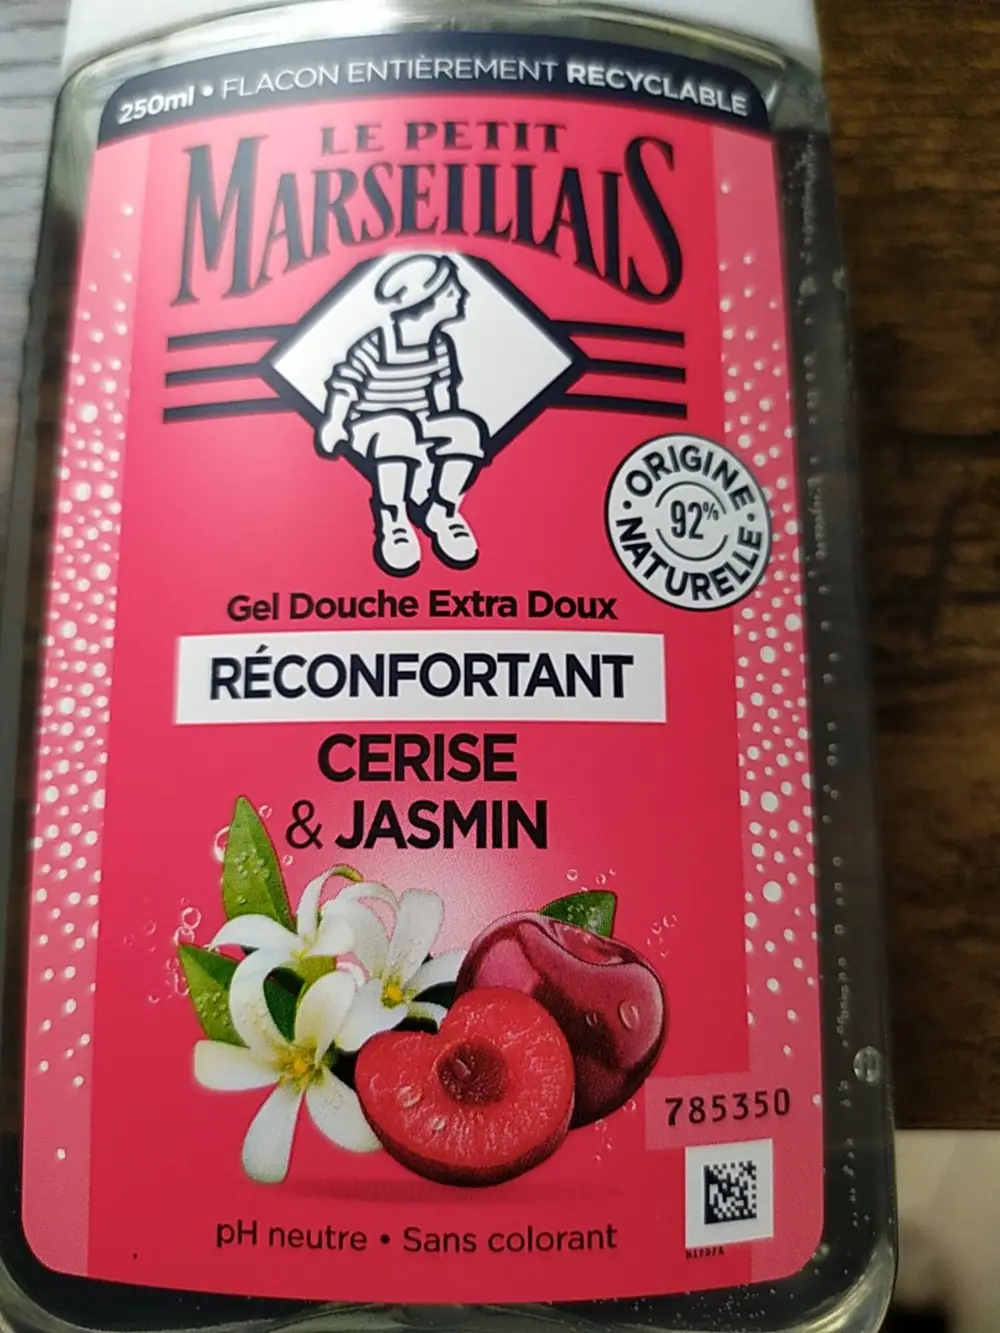 250ml • FLACON ENTIÈREMENT RECYCLABLE
LE PETIT
MARSEILLAIS
ORIGINE
92%
NATURELLE
Gel Douche Extra Doux
RÉCONFORTANT
CERISE
& JASMIN
785350
pH neutre • Sans colorant